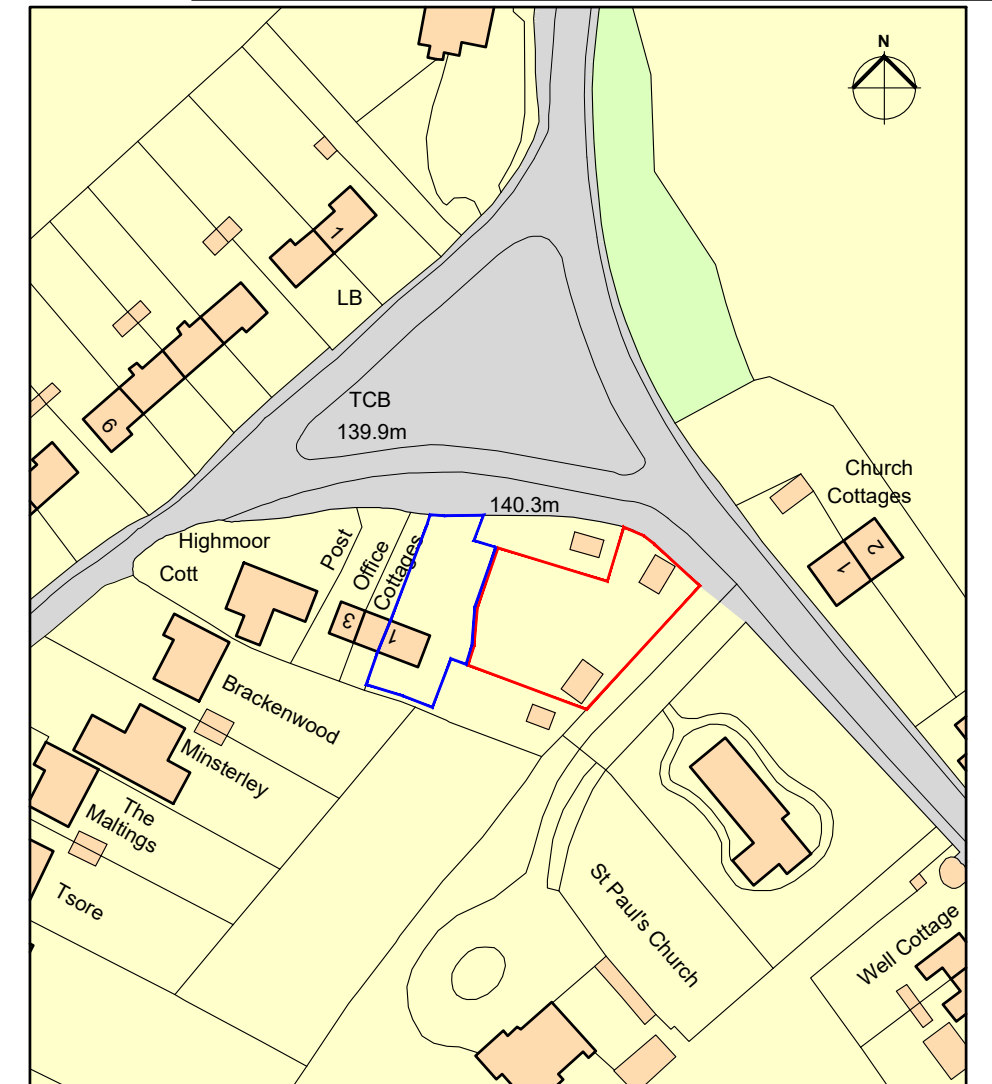 N
1
LB
TCB
139.9m
6
Church
Cottages
140.3m
2
1
Highmoor
Cott
Post
Office
Cottages
3
1
Brackenwood
Minsterley
The
Maltings
Tsore
St Paul's Church
Well Cottage